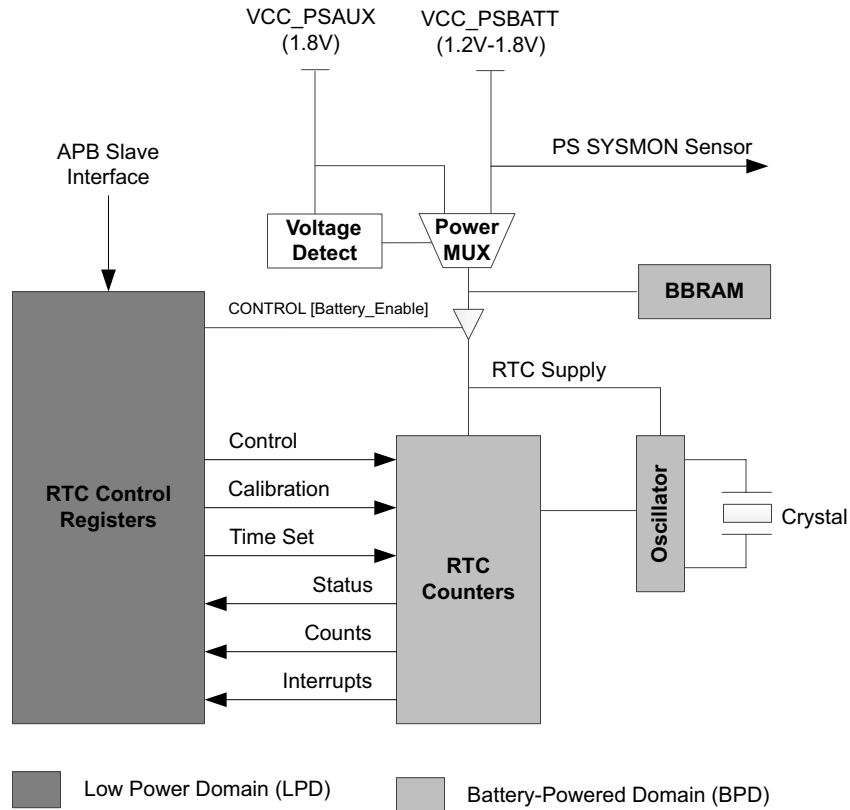 VCC_PSAUX
(1.8V)
VCC_PSBATT
(1.2V-1.8V)
APB Slave
Interface
PS SYSMON Sensor
Voltage
Detect
Power
MUX
BBRAM
CONTROL [Battery_Enable]
RTC Supply
RTC Control
Registers
Control
Calibration
Time Set
Status
Counts
Interrupts
RTC
Counters
Oscillator
Crystal
Low Power Domain (LPD)
Battery-Powered Domain (BPD)